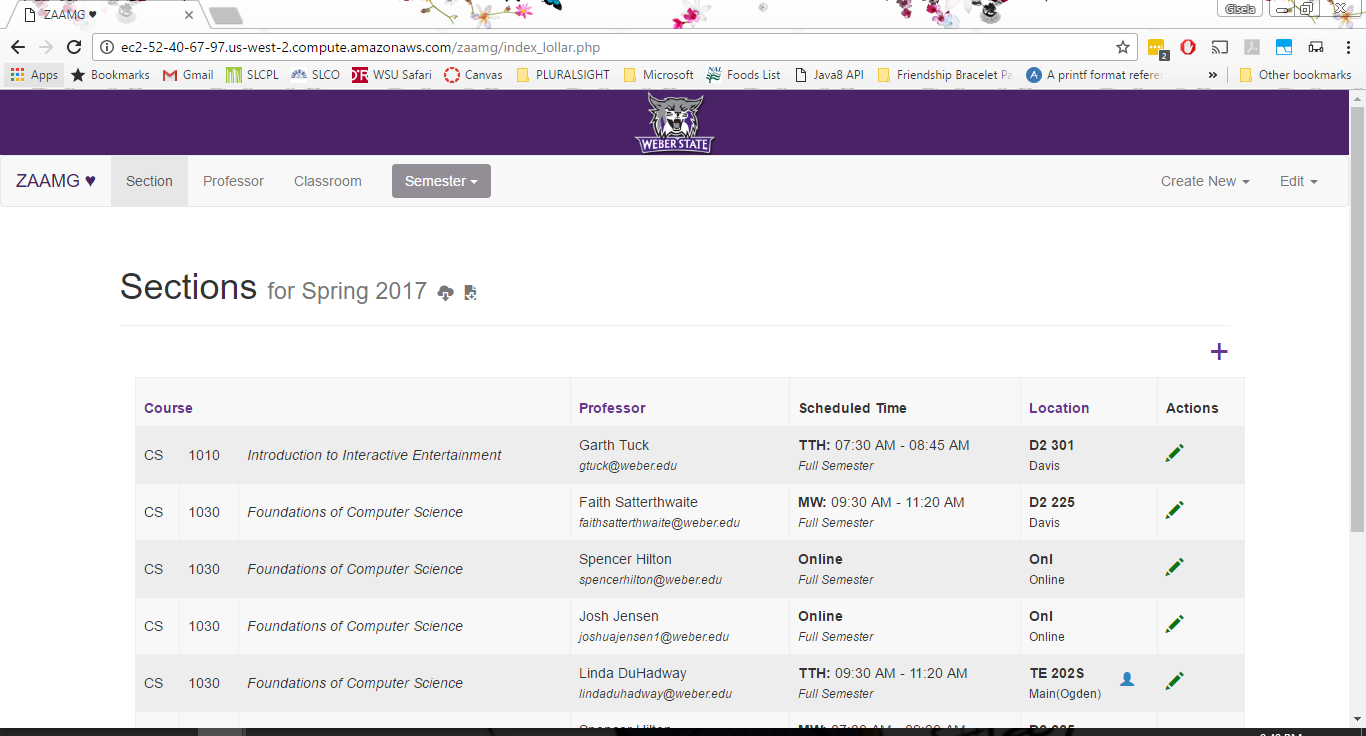 ZAAMG ♥
Gisela
ec2-52-40-67-97.us-west-2.compute.amazonaws.com/zaamg/index_lollar.php
2
Apps Bookmarks Gmail SLCPL SLCO WSU Safari Canvas PLURALSIGHT Microsoft Foods List Java8 API Friendship Bracelet Pa A printf format referen » Other bookmarks
WEBER STATE
ZAAMG ♥ Section Professor Classroom Semester Create New Edit
Sections for Spring 2017
+
Course Professor Scheduled Time Location Actions
CS 1010 Introduction to Interactive Entertainment Garth Tuck TTH: 07:30 AM - 08:45 AM D2 301
gtuck@weber.edu Full Semester Davis
CS 1030 Foundations of Computer Science Faith Satterthwaite MW: 09:30 AM - 11:20 AM D2 225
faithsatterthwaite@weber.edu Full Semester Davis
CS 1030 Foundations of Computer Science Spencer Hilton Online Onl
spencerhilton@weber.edu Full Semester Online
CS 1030 Foundations of Computer Science Josh Jensen Online Onl
joshuajensen1@weber.edu Full Semester Online
CS 1030 Foundations of Computer Science Linda DuHadway TTH: 09:30 AM - 11:20 AM TE 202S
lindaduhadway@weber.edu Full Semester Main(Ogden)
Spencer Hilton